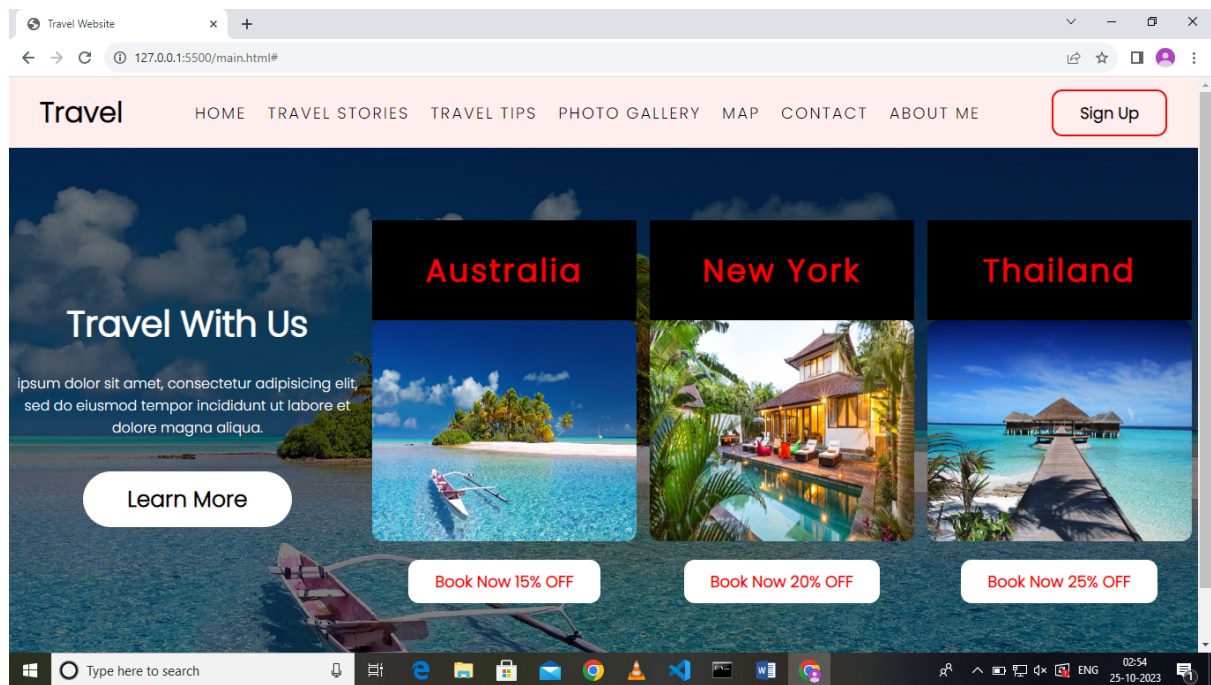 Travel Website
127.0.0.1:5500/main.html#
Travel
HOME TRAVEL STORIES TRAVEL TIPS PHOTO GALLERY MAP CONTACT ABOUT ME
Sign Up
Travel With Us
ipsum dolor sit amet, consectetur adipisicing elit,
sed do eiusmod tempor incididunt ut labore et
dolore magna aliqua.
Learn More
Australia
New York
Thailand
Book Now 15% OFF
Book Now 20% OFF
Book Now 25% OFF
Type here to search
ENG
02:54
25-10-2023